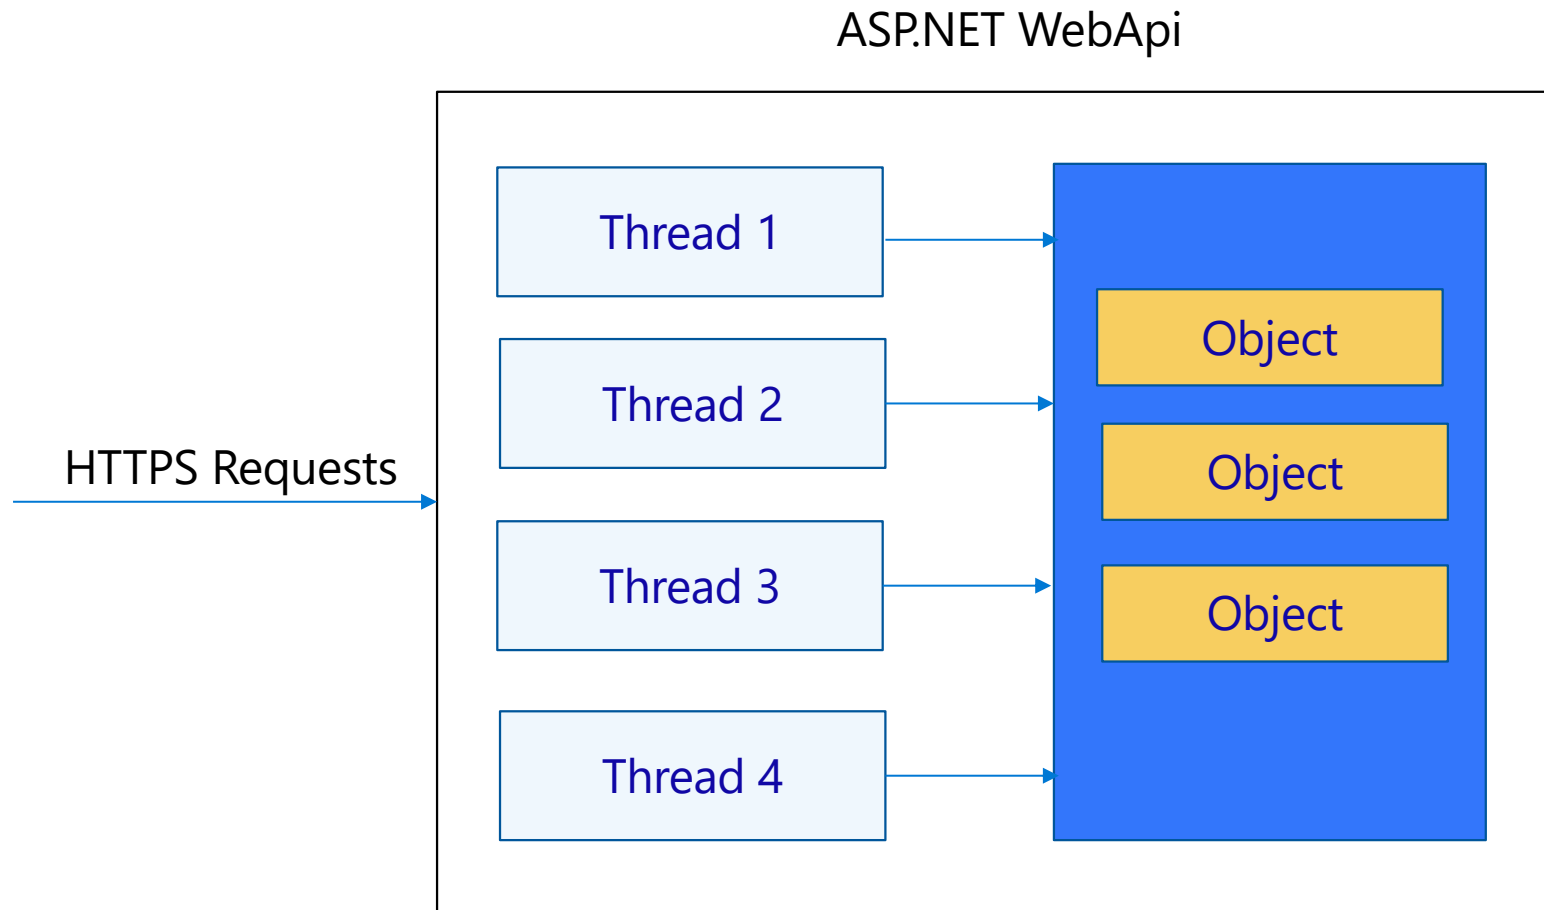 ASP.NET WebApi
Thread 1
Object
Thread 2
HTTPS Requests
Object
Thread 3
Object
Thread 4